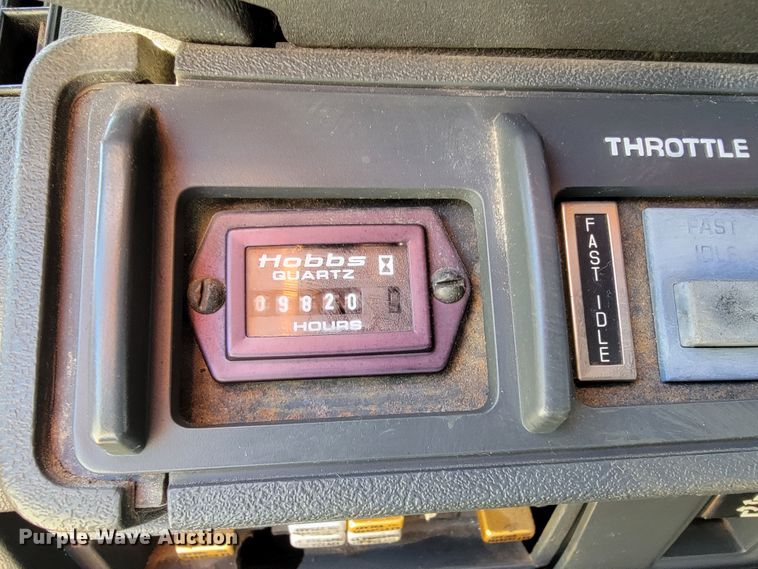 THROTTLE
Hobbs
QUARTZ
09820
HOURS
FAST IDLE
FAST
IDLE
Purple Wave Auction